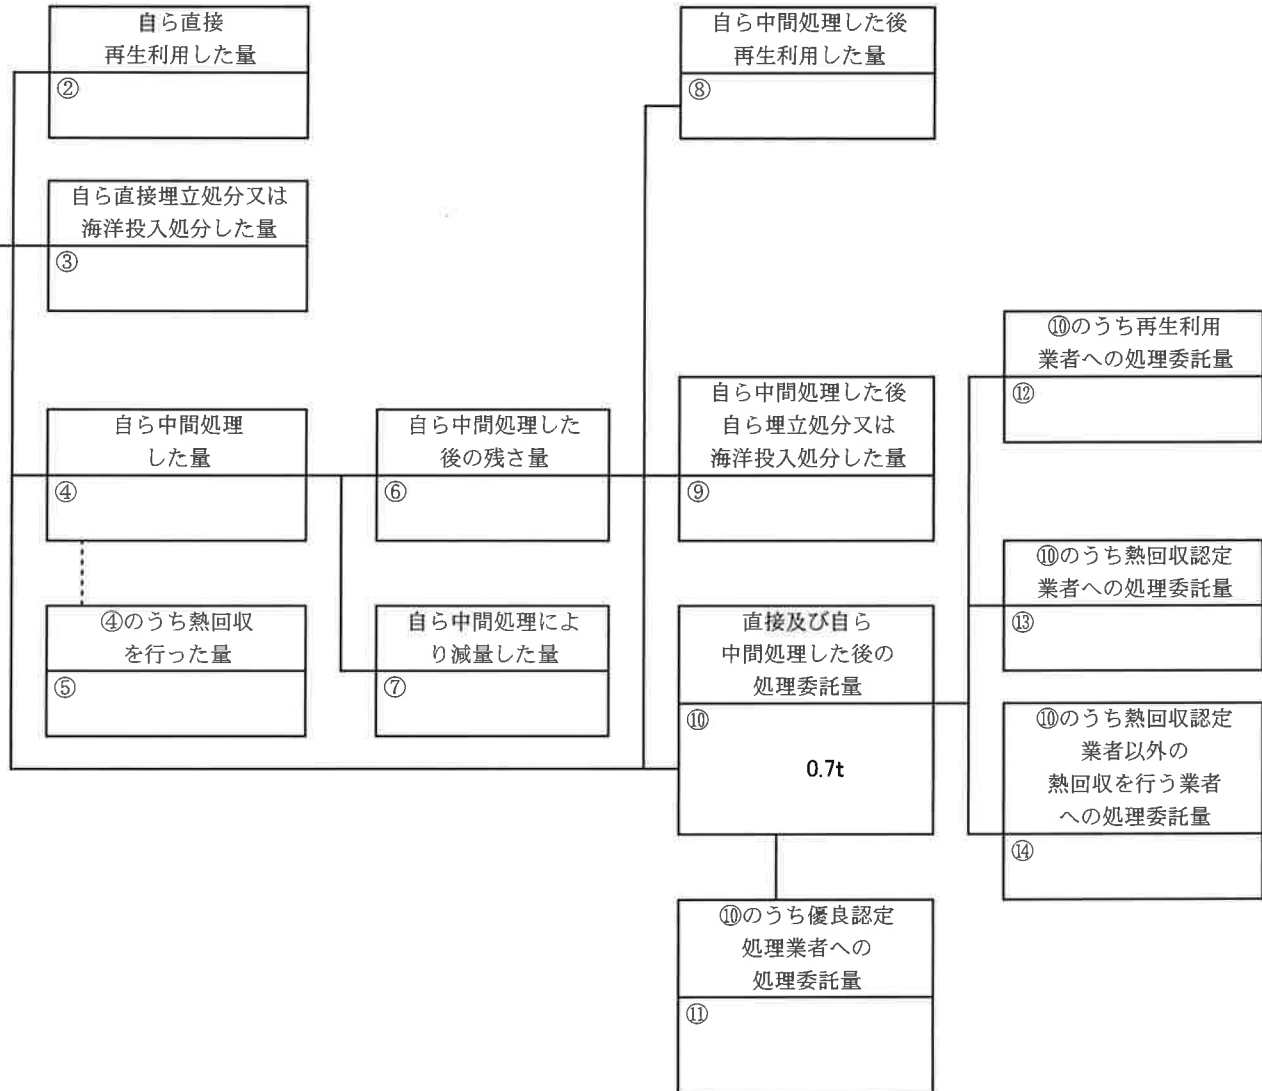 自ら直接
再生利用した量
②
自ら直接埋立処分又は
海洋投入処分した量
③
自ら中間処理
した量
④
④のうち熱回収
を行った量
⑤
自ら中間処理した
後の残さ量
⑥
自ら中間処理によ
り減量した量
⑦
自ら中間処理した後
再生利用した量
⑧
自ら中間処理した後
自ら埋立処分又は
海洋投入処分した量
⑨
直接及び自ら
中間処理した後の
処理委託量
⑩
0.7t
⑩のうち優良認定
処理業者への
処理委託量
⑪
⑩のうち再生利用
業者への処理委託量
⑫
⑩のうち熱回収認定
業者への処理委託量
⑬
⑩のうち熱回収認定
業者以外の
熱回収を行う業者
への処理委託量
⑭